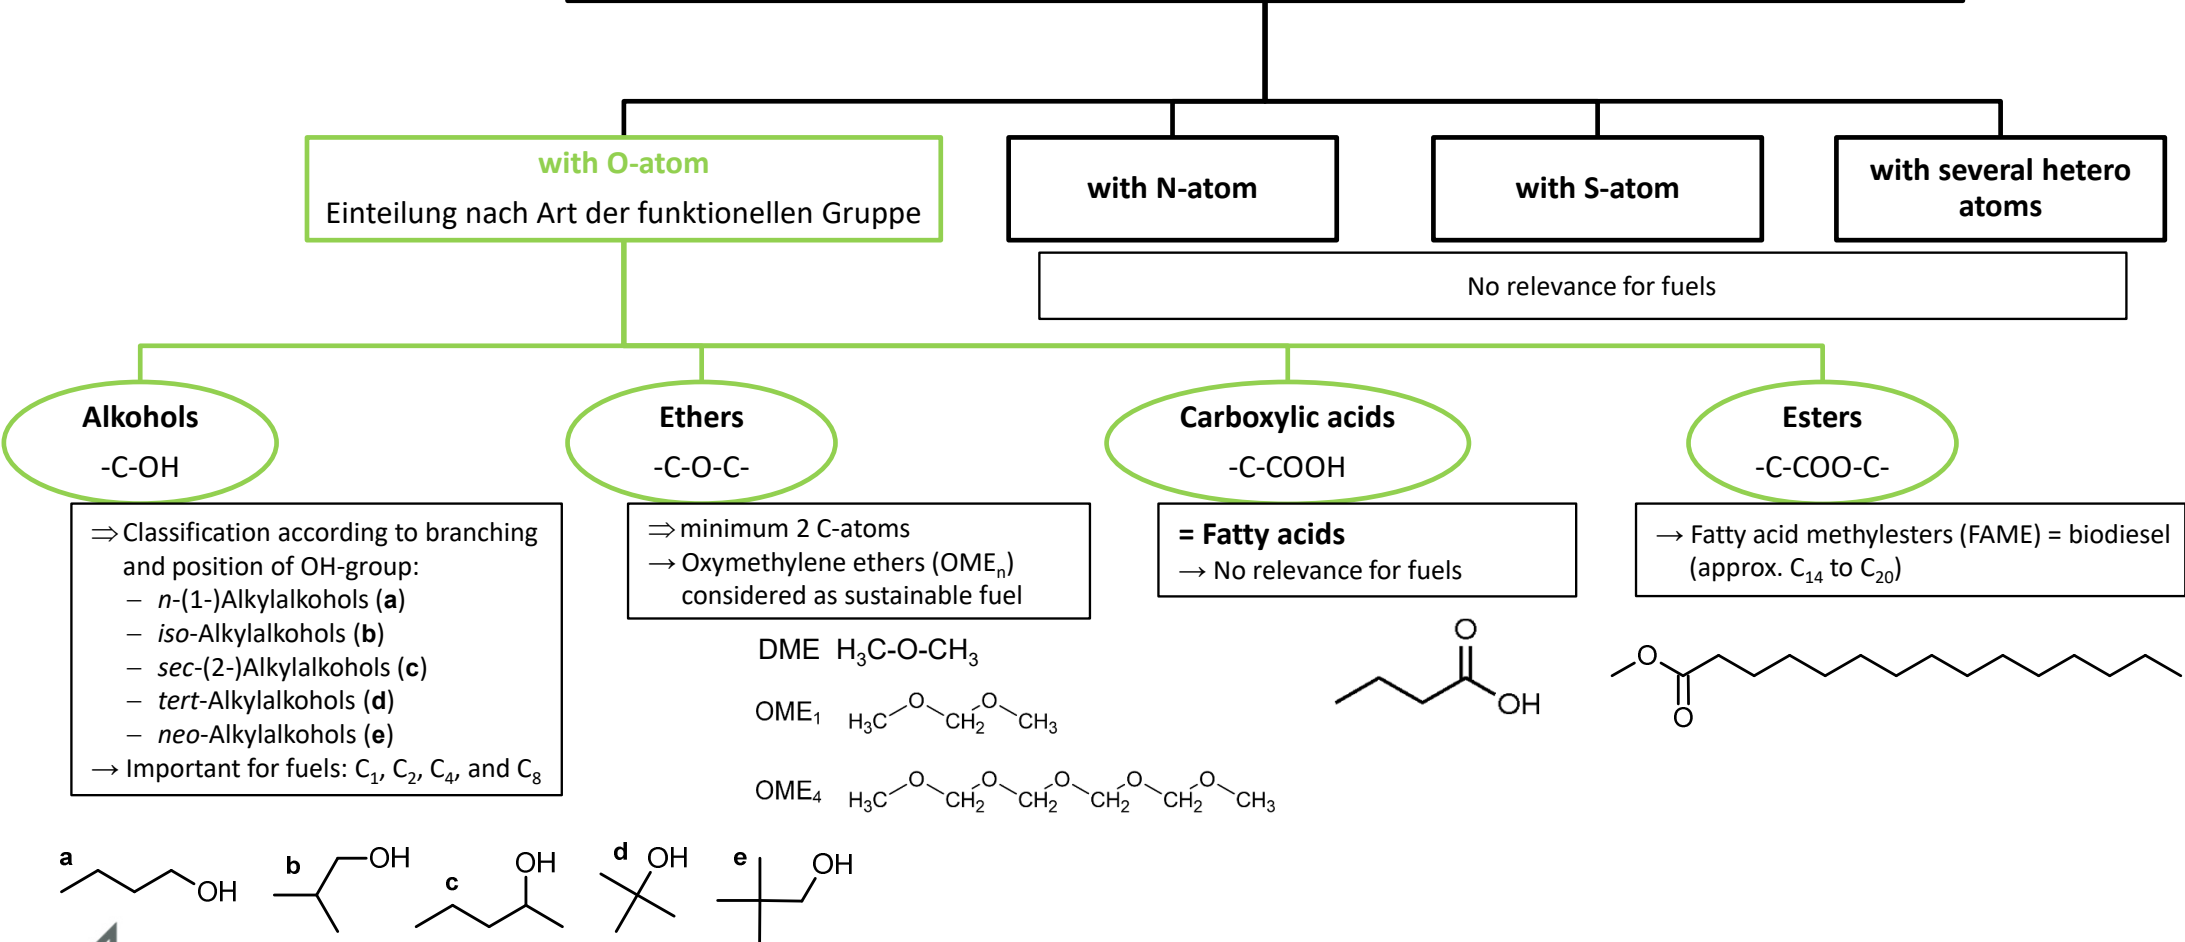 with O-atom
Einteilung nach Art der funktionellen Gruppe
with N-atom
with S-atom
with several hetero
atoms
No relevance for fuels
Alkohols
-C-OH
⇒ Classification according to branching
and position of OH-group:
– n-(1-)Alkylalkohols (a)
– iso-Alkylalkohols (b)
– sec-(2-)Alkylalkohols (c)
– tert-Alkylalkohols (d)
– neo-Alkylalkohols (e)
→ Important for fuels: C₁, C₂, C₄, and C₈
Ethers
-C-O-C-
⇒ minimum 2 C-atoms
→ Oxymethylene ethers (OMEₙ)
considered as sustainable fuel
DME H₃C-O-CH₃
OME₁ H₃C O CH₂ O CH₃
OME₄ H₃C O CH₂ O CH₂ O CH₂ O CH₂ O CH₃
Carboxylic acids
-C-COOH
= Fatty acids
→ No relevance for fuels
O
OH
Esters
-C-COO-C-
→ Fatty acid methylesters (FAME) = biodiesel
(approx. C₁₄ to C₂₀)
O
O
a
OH
b
OH
c
OH
d
OH
e
OH